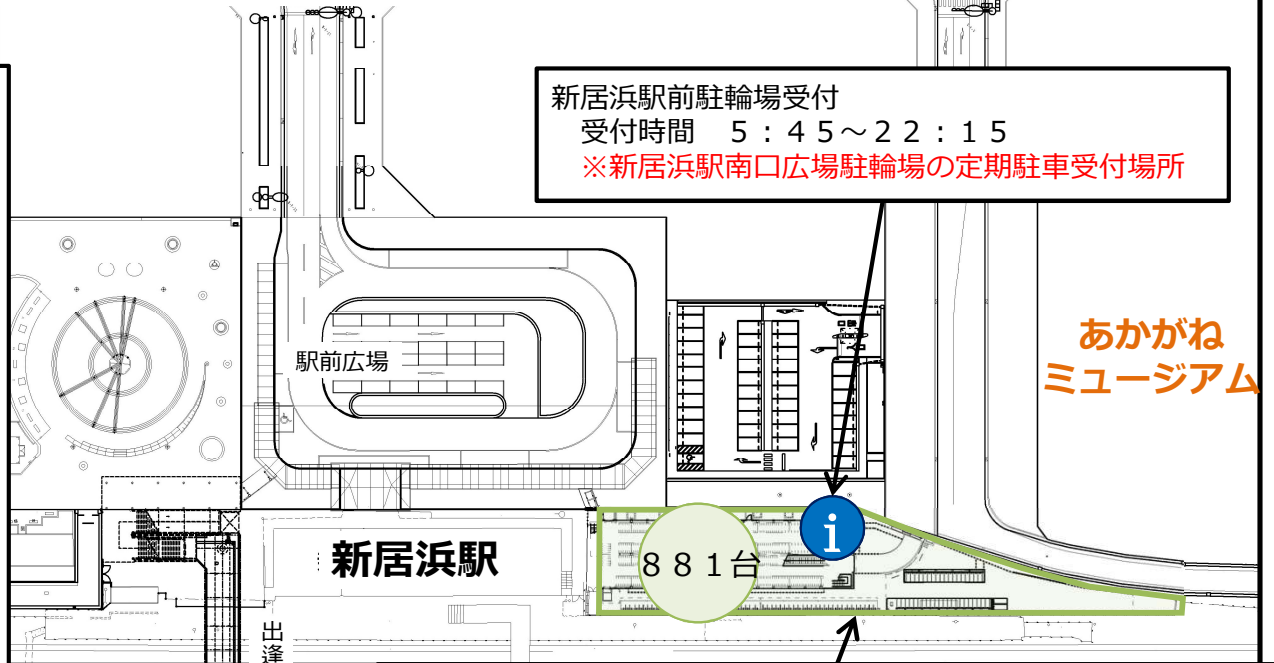 新居浜駅前駐輪場受付
受付時間　５：４５～２２：１５
※新居浜駅南口広場駐輪場の定期駐車受付場所
あかがね
ミュージアム
駅前広場
i
新居浜駅
８８１台
出逢